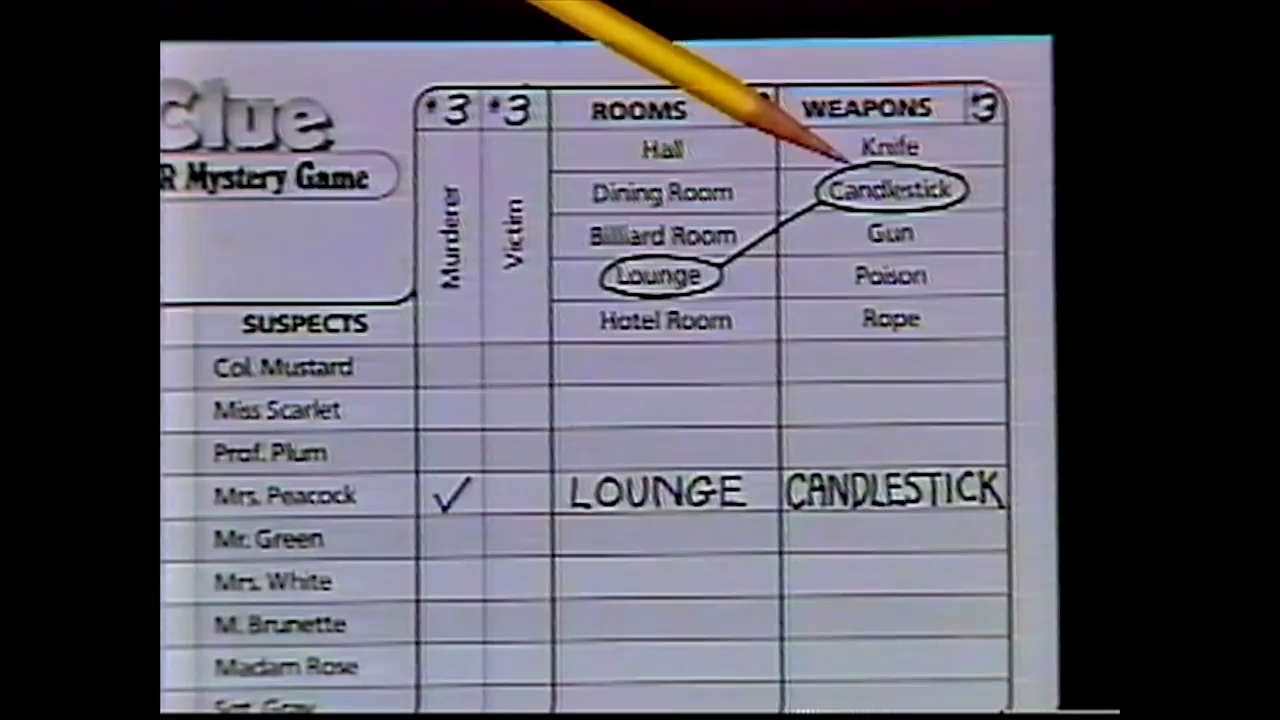 Clue
R Mystery Game
#3 #3 ROOMS WEAPONS #3
Murderer
Victim
Hall Knife
Dining Room Candlestick
Billiard Room Gun
Lounge Poison
Hotel Room Rope
SUSPECTS
Col. Mustard
Miss Scarlet
Prof. Plum
Mrs. Peacock ✓ LOUNGE CANDLESTICK
Mr. Green
Mrs. White
M. Brunette
Madam Rose
Sgt. Gray